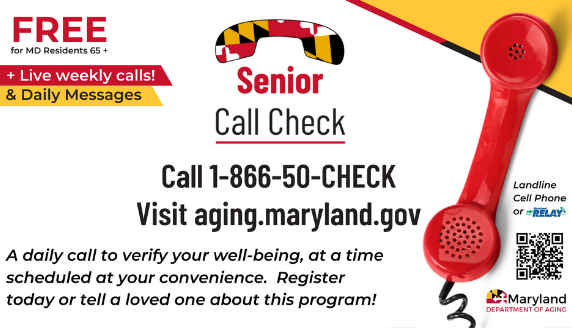 FREE
for MD Residents 65 +
+ Live weekly calls!
& Daily Messages
Senior
Call Check
Call 1-866-50-CHECK
Visit aging.maryland.gov
Landline
Cell Phone
or RELAY
A daily call to verify your well-being, at a time
scheduled at your convenience. Register
today or tell a loved one about this program!
Maryland
DEPARTMENT OF AGING